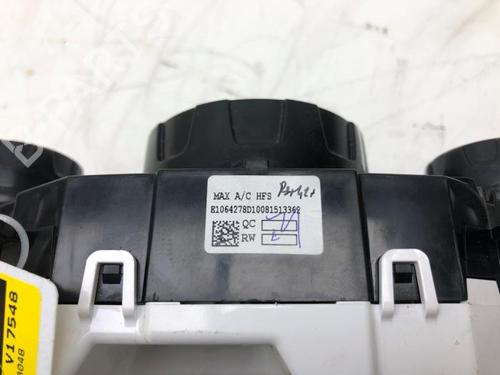 MAX A/C HFS
E1064278D10081513362
QC
RW
V17548